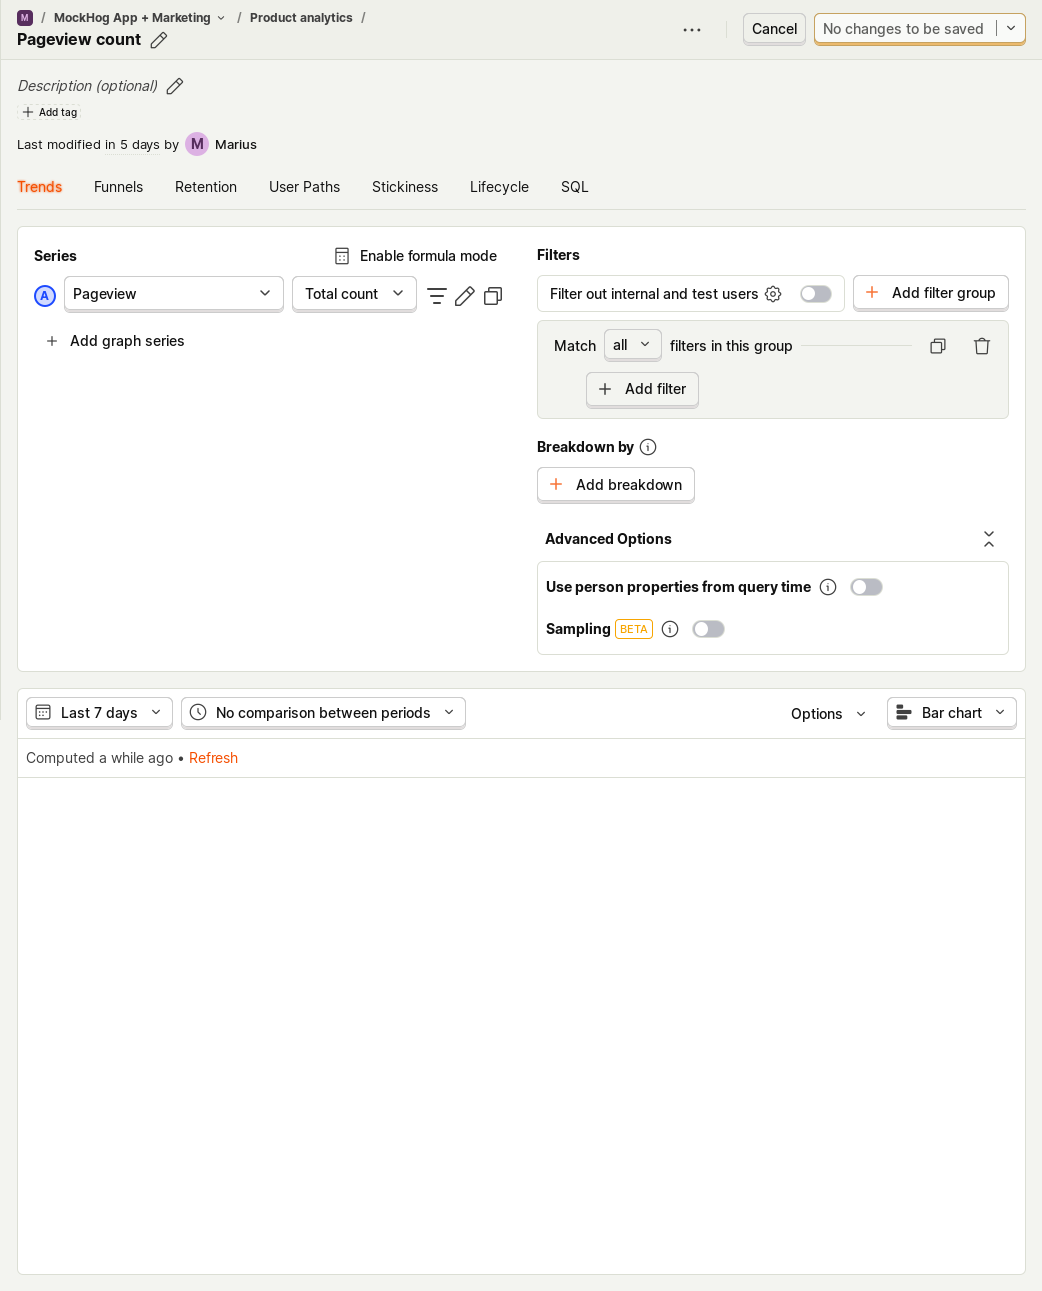 M / MockHog App + Marketing / Product analytics /
Pageview count
Cancel
No changes to be saved
Description (optional)
Add tag
Last modified in 5 days by M Marius
Trends Funnels Retention User Paths Stickiness Lifecycle SQL
Series
Enable formula mode
A Pageview Total count
Add graph series
Filters
Filter out internal and test users
Add filter group
Match all filters in this group
Add filter
Breakdown by
Add breakdown
Advanced Options
Use person properties from query time
Sampling BETA
Last 7 days
No comparison between periods
Options
Bar chart
Computed a while ago • Refresh